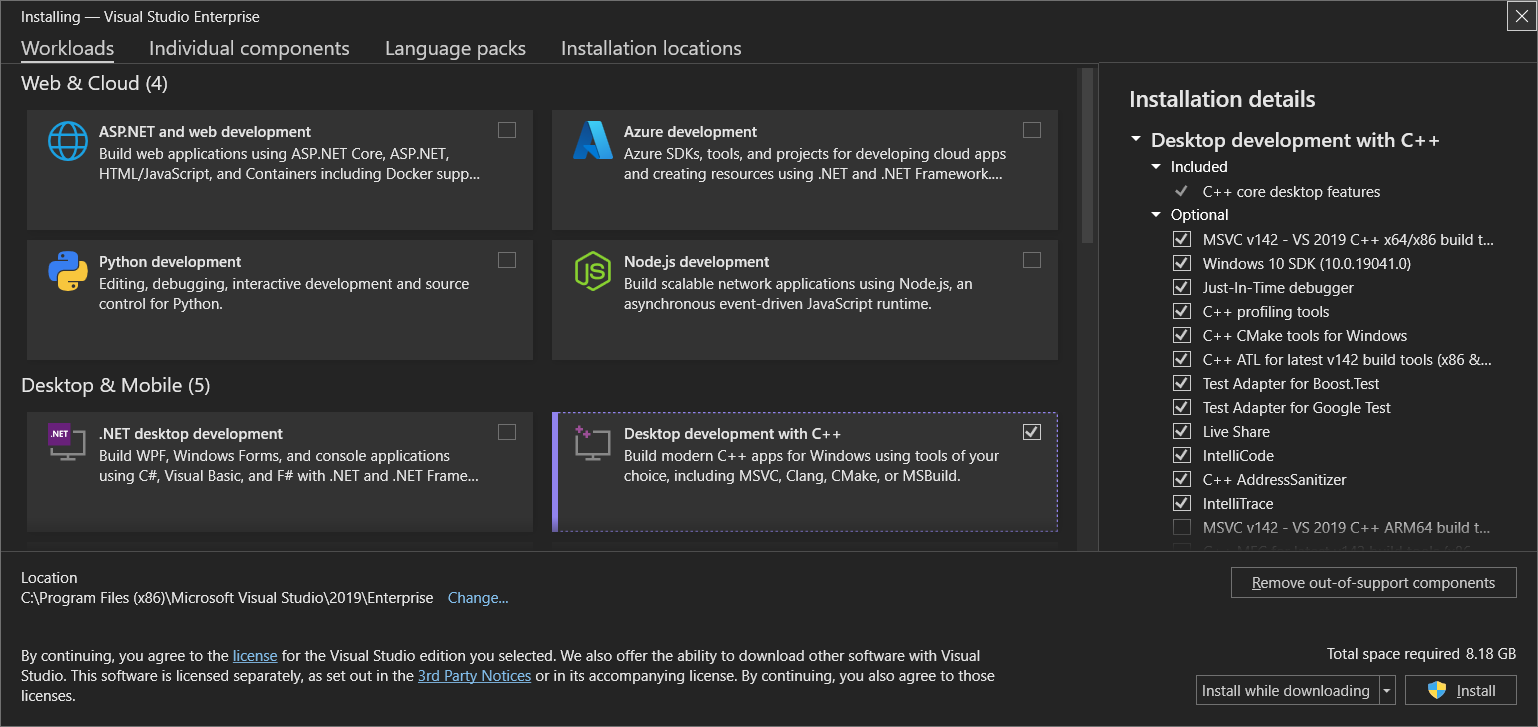 Installing — Visual Studio Enterprise
Workloads
Individual components
Language packs
Installation locations
Web & Cloud (4)
ASP.NET and web development
Build web applications using ASP.NET Core, ASP.NET,
HTML/JavaScript, and Containers including Docker supp...
Azure development
Azure SDKs, tools, and projects for developing cloud apps
and creating resources using .NET and .NET Framework....
Python development
Editing, debugging, interactive development and source
control for Python.
JS
Node.js development
Build scalable network applications using Node.js, an
asynchronous event-driven JavaScript runtime.
Desktop & Mobile (5)
.NET
.NET desktop development
Build WPF, Windows Forms, and console applications
using C#, Visual Basic, and F# with .NET and .NET Frame...
Desktop development with C++
Build modern C++ apps for Windows using tools of your
choice, including MSVC, Clang, CMake, or MSBuild.
Installation details
Desktop development with C++
Included
C++ core desktop features
Optional
MSVC v142 - VS 2019 C++ x64/x86 build t...
Windows 10 SDK (10.0.19041.0)
Just-In-Time debugger
C++ profiling tools
C++ CMake tools for Windows
C++ ATL for latest v142 build tools (x86 &...
Test Adapter for Boost.Test
Test Adapter for Google Test
Live Share
IntelliCode
C++ AddressSanitizer
IntelliTrace
MSVC v142 - VS 2019 C++ ARM64 build t...
Location
C:\Program Files (x86)\Microsoft Visual Studio\2019\Enterprise
Change...
Remove out-of-support components
By continuing, you agree to the license for the Visual Studio edition you selected. We also offer the ability to download other software with Visual
Studio. This software is licensed separately, as set out in the 3rd Party Notices or in its accompanying license. By continuing, you also agree to those
licenses.
Total space required 8.18 GB
Install while downloading
Install